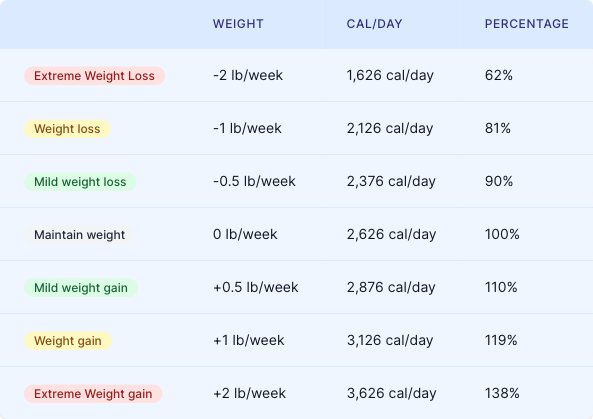 WEIGHT CAL/DAY PERCENTAGE
Extreme Weight Loss -2 lb/week 1,626 cal/day 62%
Weight loss -1 lb/week 2,126 cal/day 81%
Mild weight loss -0.5 lb/week 2,376 cal/day 90%
Maintain weight 0 lb/week 2,626 cal/day 100%
Mild weight gain +0.5 lb/week 2,876 cal/day 110%
Weight gain +1 lb/week 3,126 cal/day 119%
Extreme Weight gain +2 lb/week 3,626 cal/day 138%